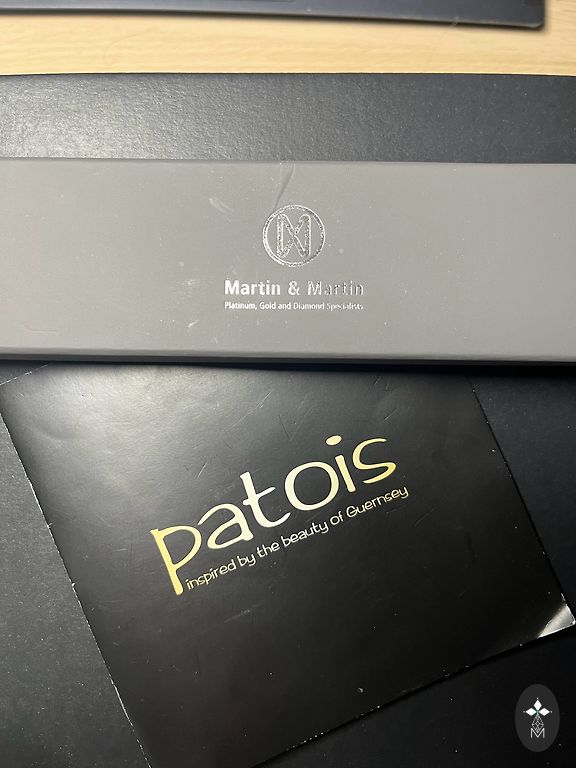 Martin & Martin
Platinum, Gold and Diamond Specialists
patois
inspired by the beauty of Guernsey
M